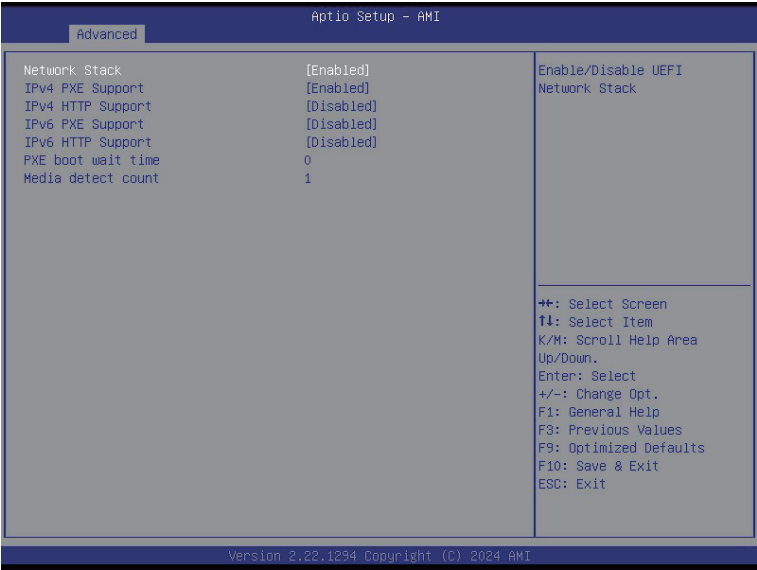 Aptio Setup – AMI
Advanced
Network Stack [Enabled]
IPv4 PXE Support [Enabled]
IPv4 HTTP Support [Disabled]
IPv6 PXE Support [Disabled]
IPv6 HTTP Support [Disabled]
PXE boot wait time 0
Media detect count 1
Enable/Disable UEFI
Network Stack
→←: Select Screen
↑↓: Select Item
K/M: Scroll Help Area
Up/Down.
Enter: Select
+/-: Change Opt.
F1: General Help
F3: Previous Values
F9: Optimized Defaults
F10: Save & Exit
ESC: Exit
Version 2.22.1294 Copyright (C) 2024 AMI